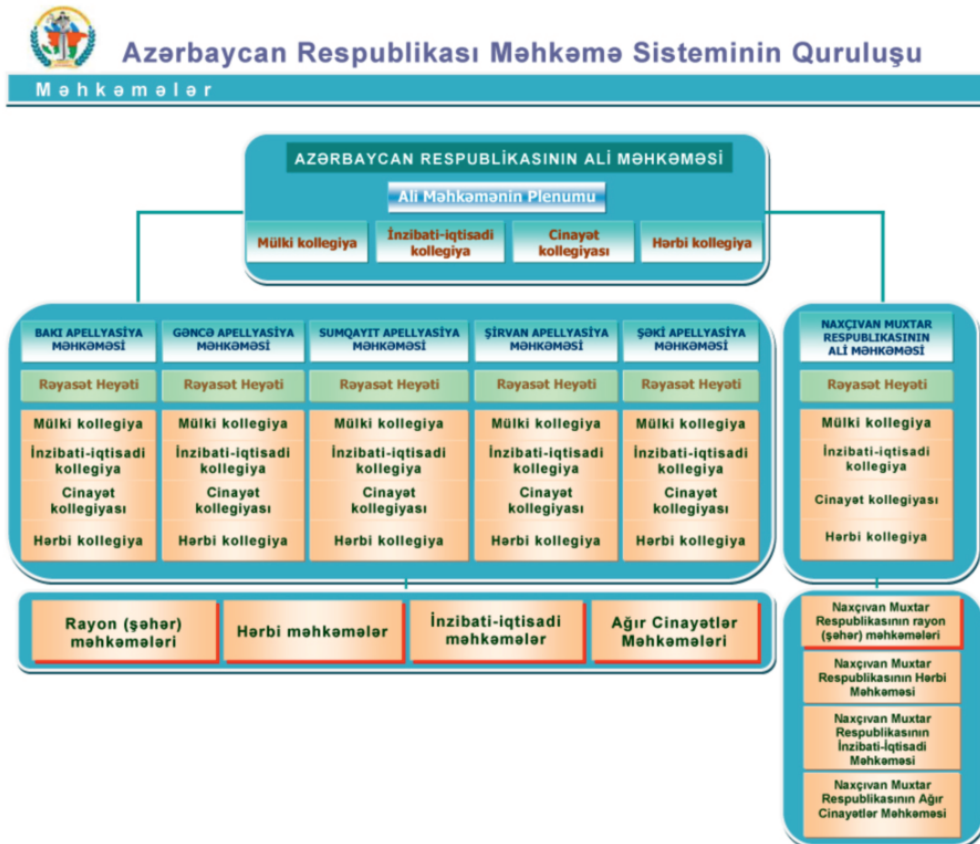 Azərbaycan Respublikası Məhkəmə Sisteminin Quruluşu
Məhkəmələr
AZƏRBAYCAN RESPUBLİKASININ ALİ MƏHKƏMƏSİ
Ali Məhkəmənin Plenumu
Mülki kollegiya
İnzibati-iqtisadi
kollegiya
Cinayət
kollegiyası
Hərbi kollegiya
BAKI APELLYASİYA
MƏHKƏMƏSİ
Rəyasət Heyəti
Mülki kollegiya
İnzibati-iqtisadi
kollegiya
Cinayət
kollegiyası
Hərbi kollegiya
GƏNCƏ APELLYASİYA
MƏHKƏMƏSİ
Rəyasət Heyəti
Mülki kollegiya
İnzibati-iqtisadi
kollegiya
Cinayət
kollegiyası
Hərbi kollegiya
SUMQAYIT APELLYASİYA
MƏHKƏMƏSİ
Rəyasət Heyəti
Mülki kollegiya
İnzibati-iqtisadi
kollegiya
Cinayət
kollegiyası
Hərbi kollegiya
ŞİRVAN APELLYASİYA
MƏHKƏMƏSİ
Rəyasət Heyəti
Mülki kollegiya
İnzibati-iqtisadi
kollegiya
Cinayət
kollegiyası
Hərbi kollegiya
ŞƏKİ APELLYASİYA
MƏHKƏMƏSİ
Rəyasət Heyəti
Mülki kollegiya
İnzibati-iqtisadi
kollegiya
Cinayət
kollegiyası
Hərbi kollegiya
NAXÇIVAN MUXTAR
RESPUBLİKASININ
ALİ MƏHKƏMƏSİ
Rəyasət Heyəti
Mülki kollegiya
İnzibati-iqtisadi
kollegiya
Cinayət kollegiyası
Hərbi kollegiya
Rayon (şəhər)
məhkəmələri
Hərbi məhkəmələr
İnzibati-iqtisadi
məhkəmələr
Ağır Cinayətlər
Məhkəmələri
Naxçıvan Muxtar
Respublikasının rayon
(şəhər) məhkəmələri
Naxçıvan Muxtar
Respublikasının Hərbi
Məhkəməsi
Naxçıvan Muxtar
Respublikasının
İnzibati-İqtisadi
Məhkəməsi
Naxçıvan Muxtar
Respublikasının Ağır
Cinayətlər Məhkəməsi